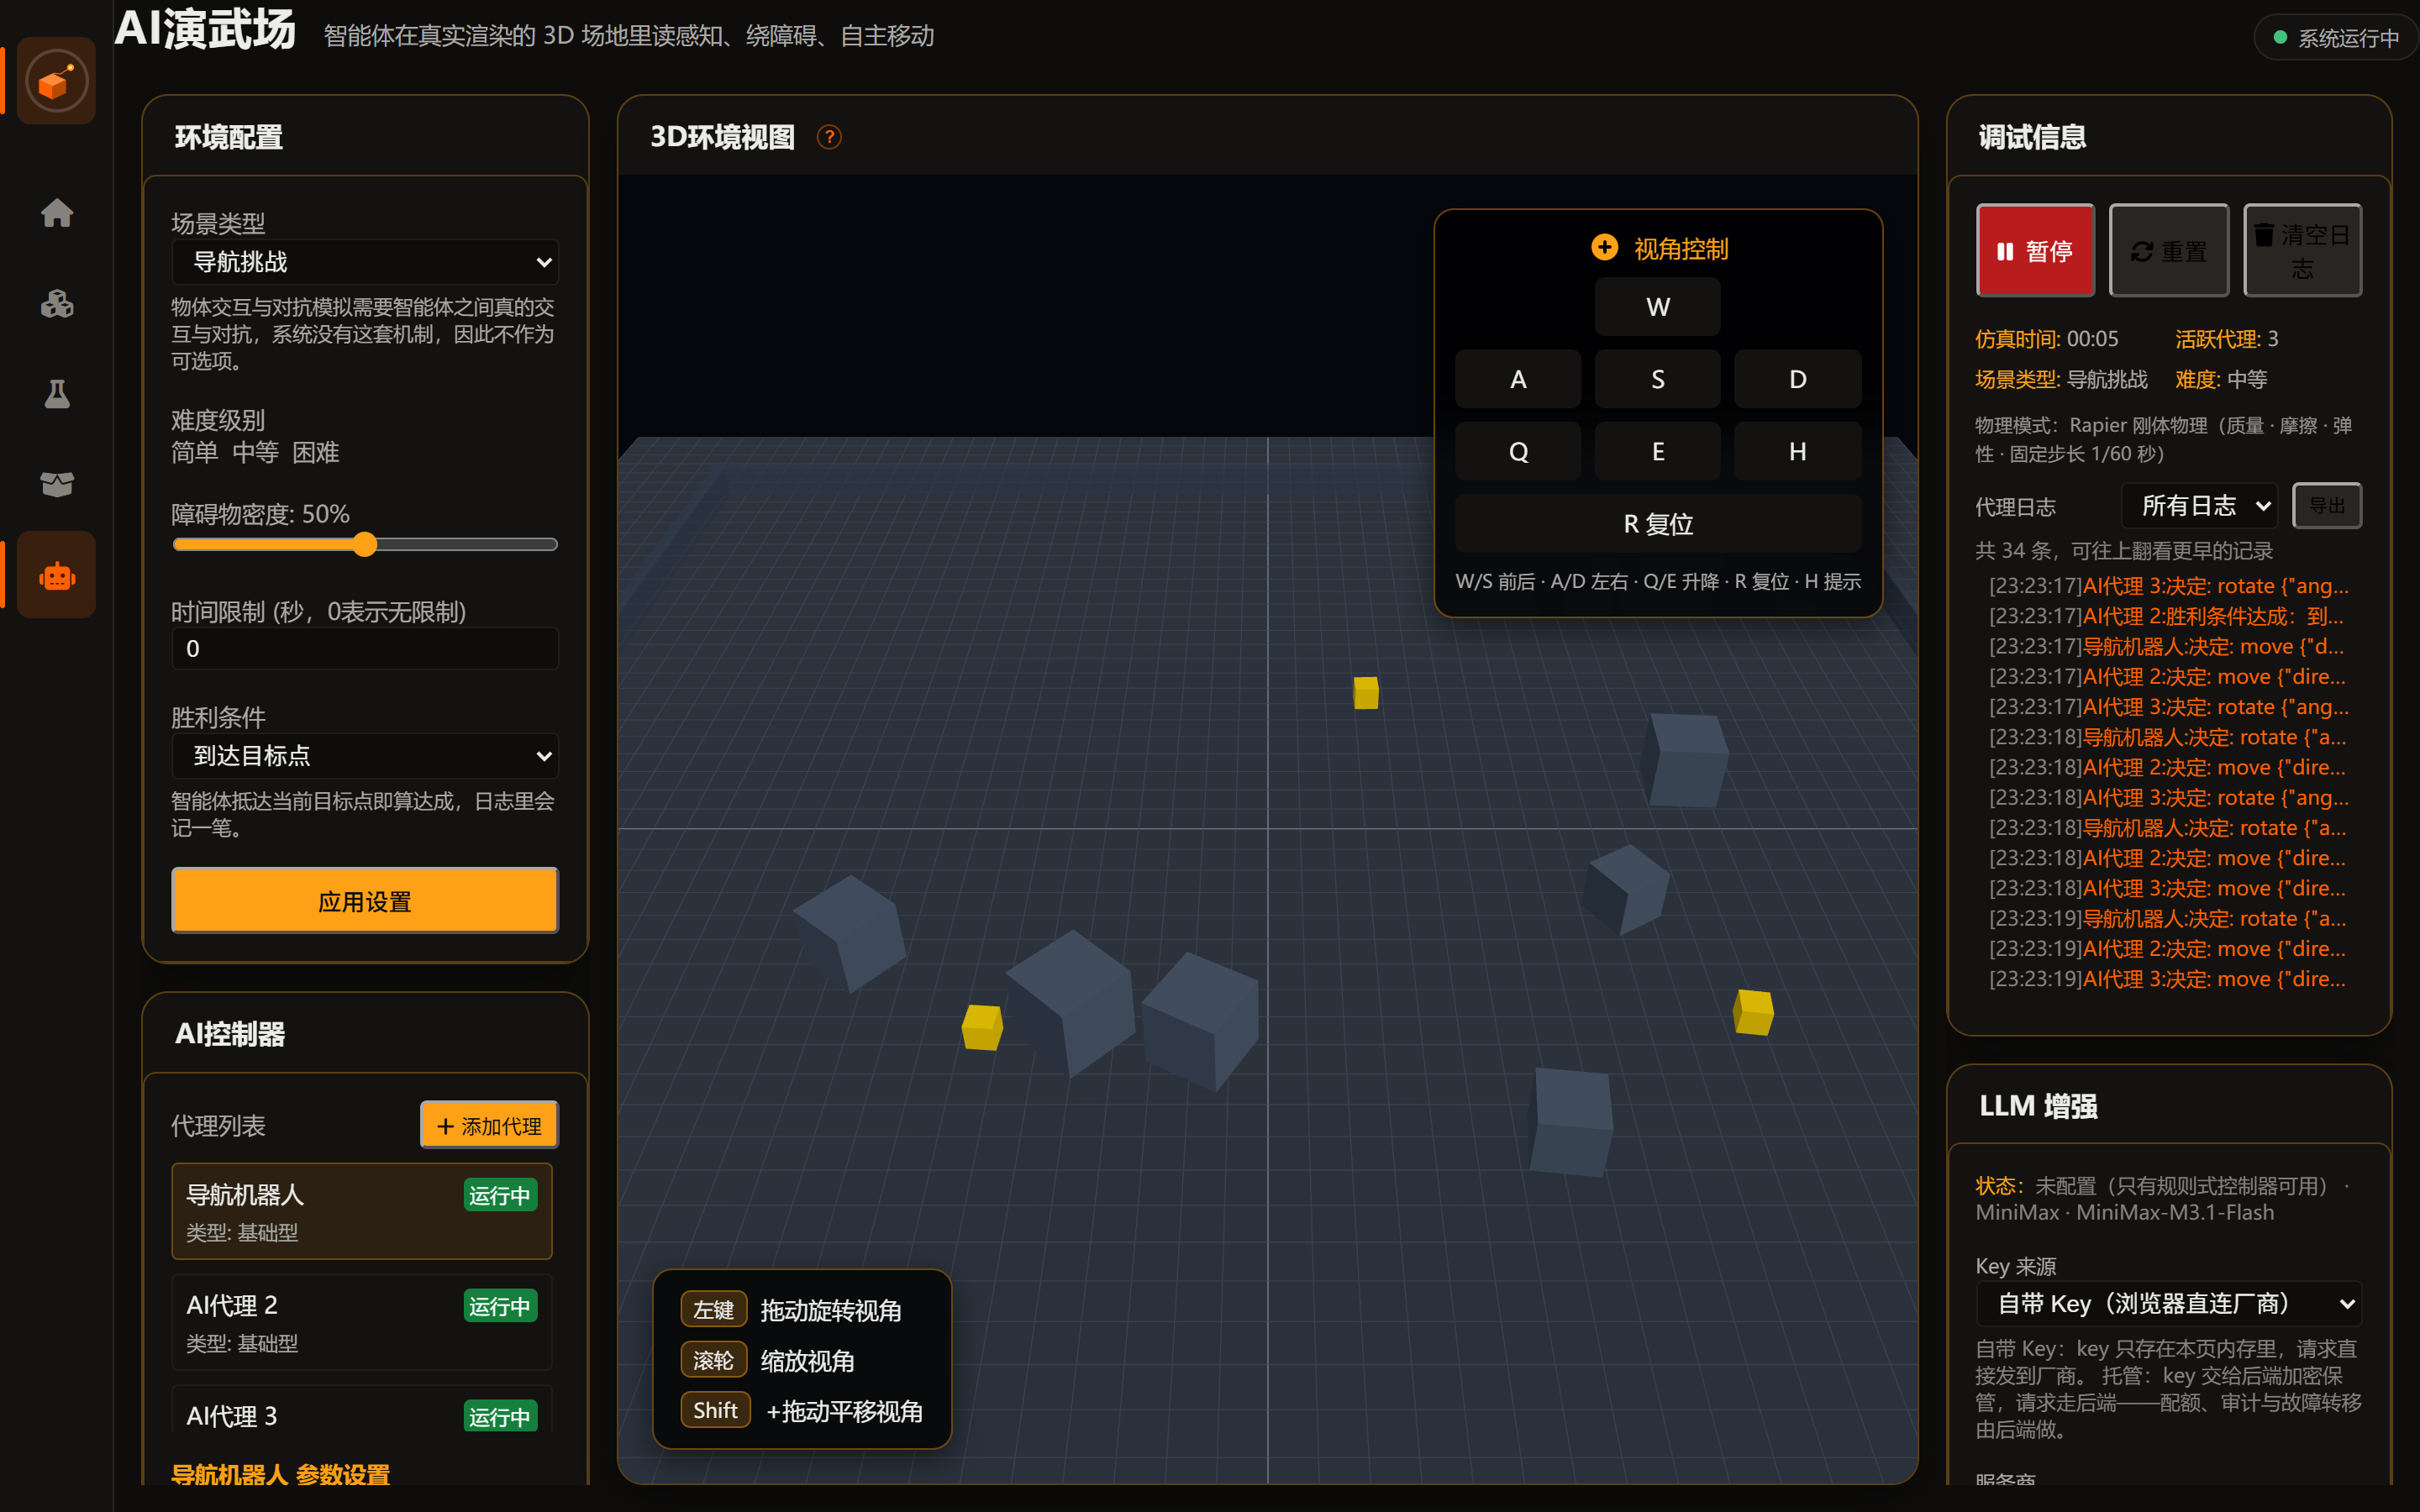 AI演武场
智能体在真实渲染的 3D 场地里读感知、绕障碍、自主移动
系统运行中
环境配置
场景类型
导航挑战
物体交互与对抗模拟需要智能体之间真的交
互与对抗，系统没有这套机制，因此不作为
可选项。
难度级别
简单 中等 困难
障碍物密度: 50%
时间限制 (秒，0表示无限制)
0
胜利条件
到达目标点
智能体抵达当前目标点即算达成，日志里会
记一笔。
应用设置
AI控制器
代理列表
添加代理
导航机器人
运行中
类型: 基础型
AI代理 2
运行中
类型: 基础型
AI代理 3
运行中
导航机器人 参数设置
3D环境视图
?
视角控制
W
A
S
D
Q
E
H
R 复位
W/S 前后 · A/D 左右 · Q/E 升降 · R 复位 · H 提示
左键 拖动旋转视角
滚轮 缩放视角
Shift +拖动平移视角
调试信息
暂停
重置
清空日
志
仿真时间: 00:05
活跃代理: 3
场景类型: 导航挑战
难度: 中等
物理模式：Rapier 刚体物理（质量 · 摩擦 · 弹
性 · 固定步长 1/60 秒）
代理日志
所有日志
导出
共 34 条，可往上翻看更早的记录
[23:23:17]AI代理 3:决定: rotate {"ang...
[23:23:17]AI代理 2:胜利条件达成：到...
[23:23:17]导航机器人:决定: move {"d...
[23:23:17]AI代理 2:决定: move {"dire...
[23:23:17]AI代理 3:决定: rotate {"ang...
[23:23:18]导航机器人:决定: rotate {"a...
[23:23:18]AI代理 2:决定: move {"dire...
[23:23:18]AI代理 3:决定: rotate {"ang...
[23:23:18]导航机器人:决定: rotate {"a...
[23:23:18]AI代理 2:决定: move {"dire...
[23:23:18]AI代理 3:决定: move {"dire...
[23:23:19]导航机器人:决定: rotate {"a...
[23:23:19]AI代理 2:决定: move {"dire...
[23:23:19]AI代理 3:决定: move {"dire...
LLM 增强
状态：未配置（只有规则式控制器可用） ·
MiniMax · MiniMax-M3.1-Flash
Key 来源
自带 Key（浏览器直连厂商）
自带 Key：key 只存在本页内存里，请求直
接发到厂商。 托管：key 交给后端加密保
管，请求走后端——配额、审计与故障转移
由后端做。
服务商